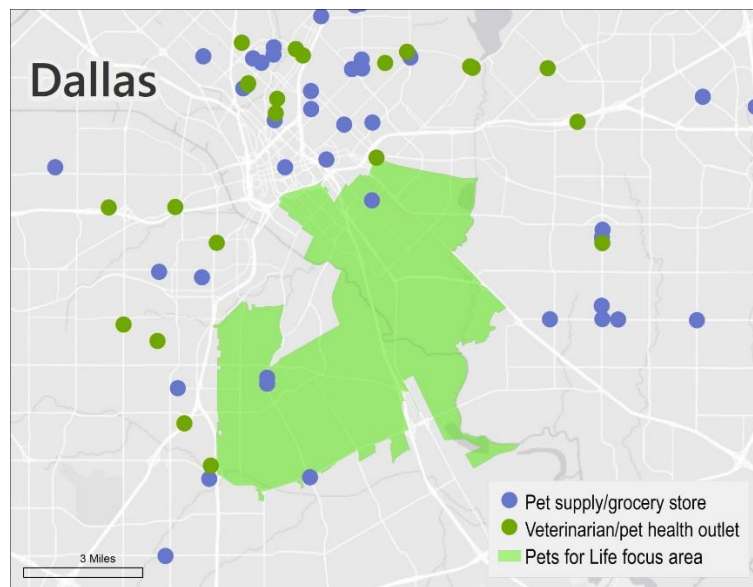 Dallas
Pet supply/grocery store
Veterinarian/pet health outlet
Pets for Life focus area
3 Miles